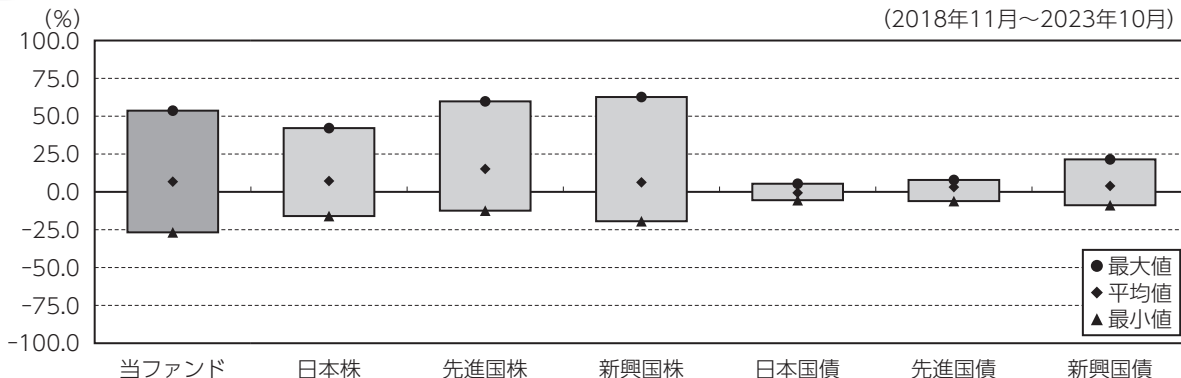 (%)
(2018年11月~2023年10月)
100.0
75.0
50.0
25.0
0.0
-25.0
-50.0
-75.0
-100.0
●最大値
◆平均値
▲最小値
当ファンド 日本株 先進国株 新興国株 日本国債 先進国債 新興国債